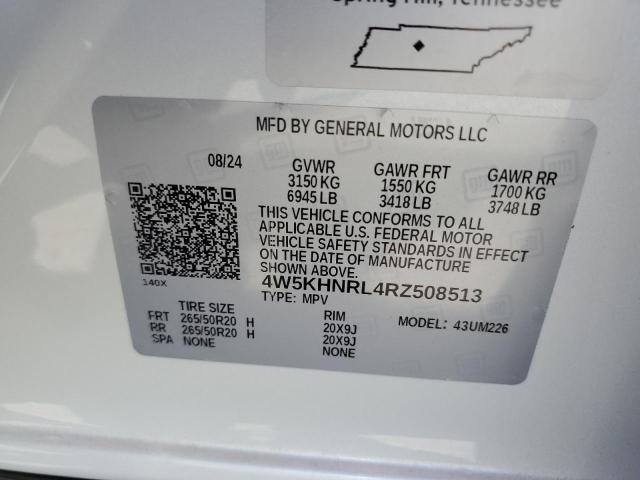 Spring Hill, Tennessee
MFD BY GENERAL MOTORS LLC
08/24 GVWR GAWR FRT GAWR RR
3150 KG 1550 KG 1700 KG
6945 LB 3418 LB 3748 LB
THIS VEHICLE CONFORMS TO ALL
APPLICABLE U.S. FEDERAL MOTOR
VEHICLE SAFETY STANDARDS IN EFFECT
ON THE DATE OF MANUFACTURE
4W5KHNRL4RZ508513
140X
TYPE: MPV
TIRE SIZE RIM MODEL: 43UM226
FRT 265/50R20 H 20X9J
RR 265/50R20 H 20X9J
SPA NONE NONE